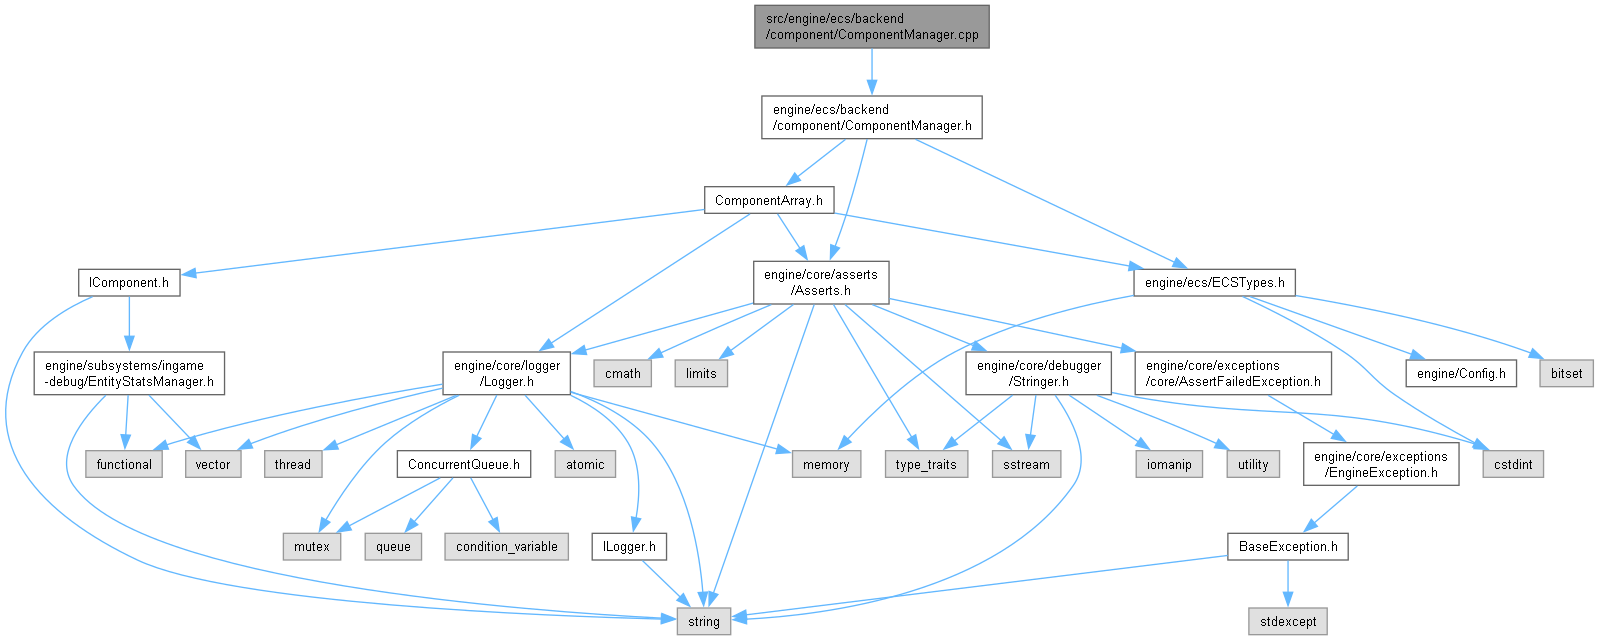 src/engine/ecs/backend
/component/ComponentManager.cpp
engine/ecs/backend
/component/ComponentManager.h
ComponentArray.h
IComponent.h
engine/core/asserts
/Asserts.h
engine/ecs/ECSTypes.h
engine/subsystems/ingame
-debug/EntityStatsManager.h
engine/core/logger
/Logger.h
cmath
limits
engine/core/debugger
/Stringer.h
engine/core/exceptions
/core/AssertFailedException.h
engine/Config.h
bitset
functional
vector
thread
ConcurrentQueue.h
atomic
memory
type_traits
sstream
iomanip
utility
engine/core/exceptions
/EngineException.h
cstdint
mutex
queue
condition_variable
ILogger.h
BaseException.h
string
stdexcept